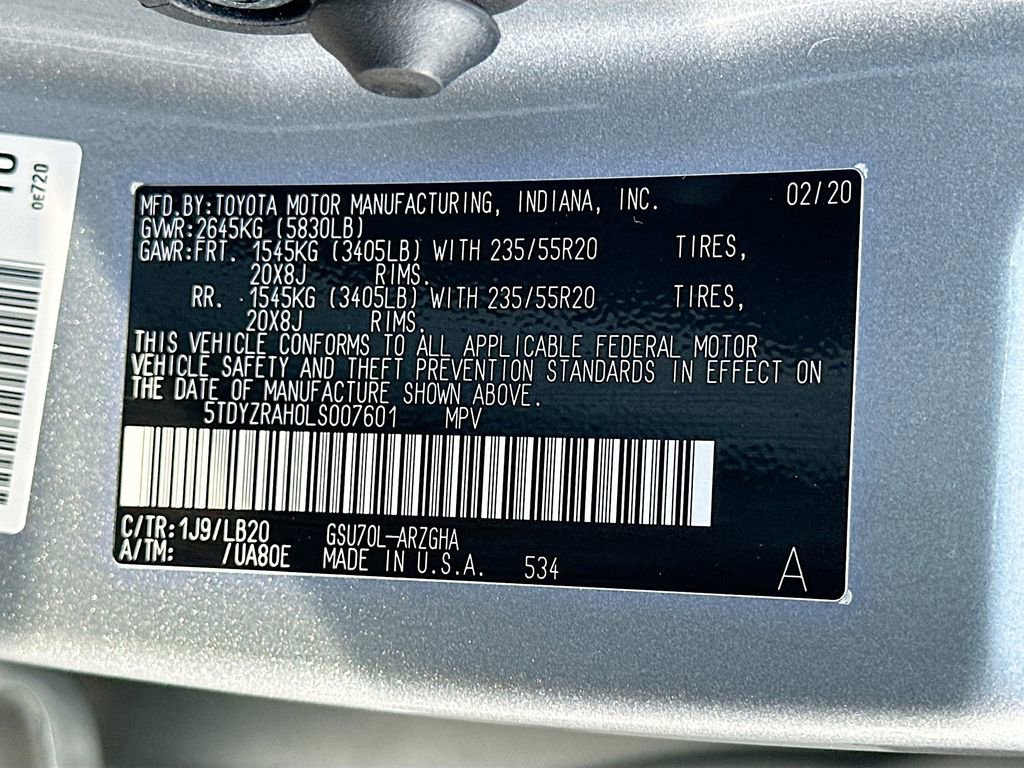 10
0E720
MFD.BY:TOYOTA MOTOR MANUFACTURING, INDIANA, INC. 02/20
GVWR:2645KG (5830LB)
GAWR:FRT. 1545KG (3405LB) WITH 235/55R20 TIRES,
20X8J RIMS.
RR. 1545KG (3405LB) WITH 235/55R20 TIRES,
20X8J RIMS.
THIS VEHICLE CONFORMS TO ALL APPLICABLE FEDERAL MOTOR
VEHICLE SAFETY AND THEFT PREVENTION STANDARDS IN EFFECT ON
THE DATE OF MANUFACTURE SHOWN ABOVE.
5TDYZRAH0LS007601 MPV
C/TR:1J9/LB20 GSU70L-ARZGHA
A/TM: /UA80E MADE IN U.S.A. 534 A